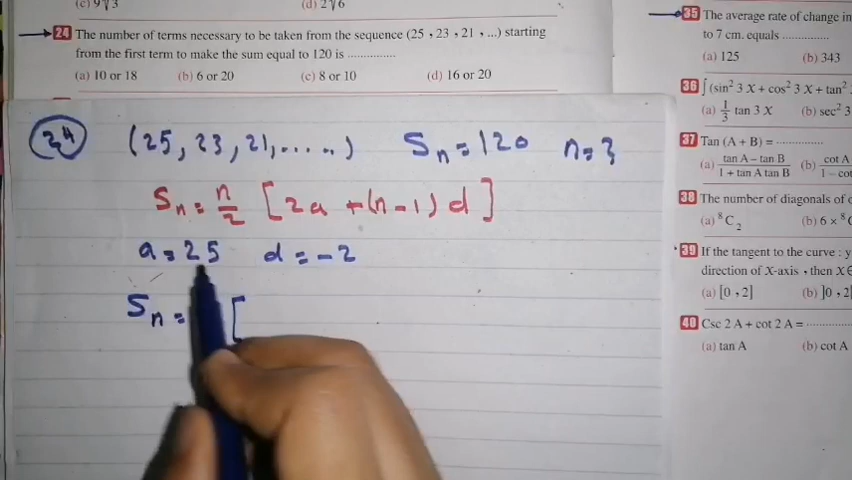 (c) 9√3 (d) 2√6
24 The number of terms necessary to be taken from the sequence (25 , 23 , 21 , ...) starting
from the first term to make the sum equal to 120 is ..............
(a) 10 or 18 (b) 6 or 20 (c) 8 or 10 (d) 16 or 20
24 (25, 23, 21, .....) Sn = 120 n = ?
Sn = n/2 [2a + (n-1) d]
a = 25 d = -2
Sn = [
35 The average rate of change in
to 7 cm. equals ..............
(a) 125 (b) 343
36 ∫ (sin² 3 X + cos² 3 X + tan²
(a) 1/3 tan 3 X (b) sec² 3
37 Tan (A + B) = ..............
(a) tan A – tan B / 1 + tan A tan B (b) cot A / 1 – cot
38 The number of diagonals of
(a) ⁸C₂ (b) 6 × ⁸
39 If the tangent to the curve : y
direction of X-axis , then X ∈
(a) [0 , 2] (b) ]0 , 2
40 Csc 2 A + cot 2 A = ..........
(a) tan A (b) cot A